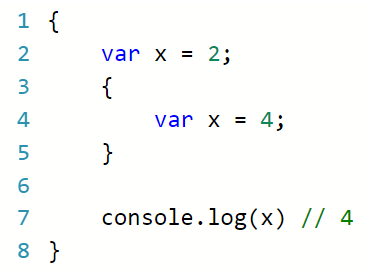 1 {
2     var x = 2;
3     {
4         var x = 4;
5     }
6
7     console.log(x) // 4
8 }